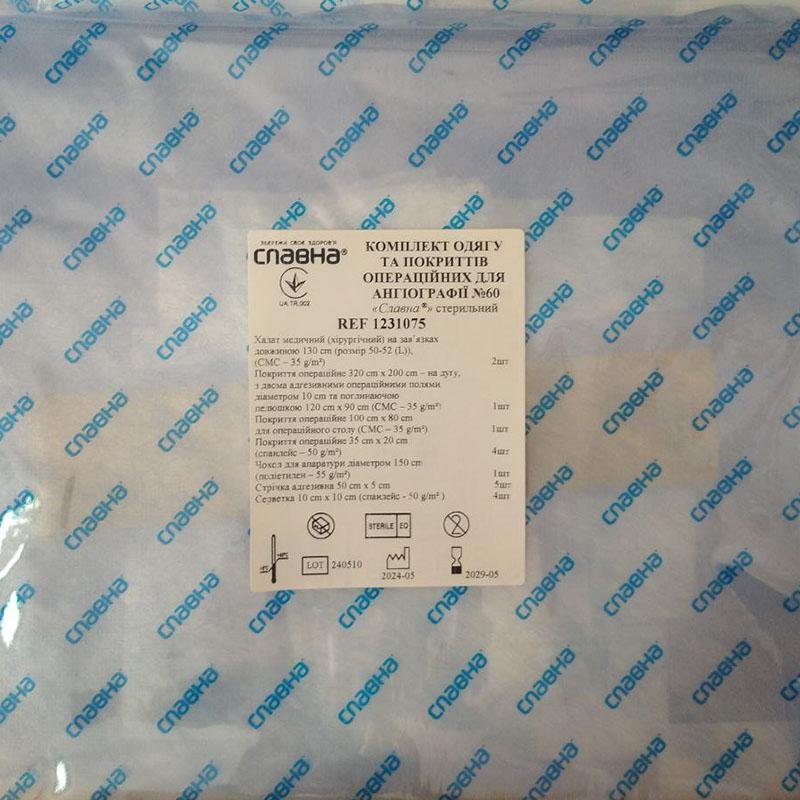 ЗБЕРЕЖИ СВОЄ ЗДОРОВ'Я
СЛАВНА®
UA.TR.002
КОМПЛЕКТ ОДЯГУ
ТА ПОКРИТТІВ
ОПЕРАЦІЙНИХ ДЛЯ
АНГІОГРАФІЇ №60
«Славна®» стерильний
REF 1231075
Халат медичний (хірургічний) на зав'язках
довжиною 130 cm (розмір 50-52 (L)),
(СМС – 35 g/m²) 2шт
Покриття операційне 320 cm x 200 cm – на дугу,
з двома адгезивними операційними полями
діаметром 10 cm та поглинаючою
пелюшкою 120 cm x 90 cm (СМС – 35 g/m²) 1шт
Покриття операційне 100 cm x 80 cm
для операційного столу (СМС – 35 g/m²) 1шт
Покриття операційне 35 cm x 20 cm
(спанлейс – 50 g/m²) 4шт
Чохол для апаратури діаметром 150 cm
(поліетилен – 55 g/m²) 1шт
Стрічка адгезивна 50 cm x 5 cm 5шт
Серветка 10 cm x 10 cm (спанлейс - 50 g/m²) 4шт
STERILE EO 2
LOT 240510 2024-05 2029-05